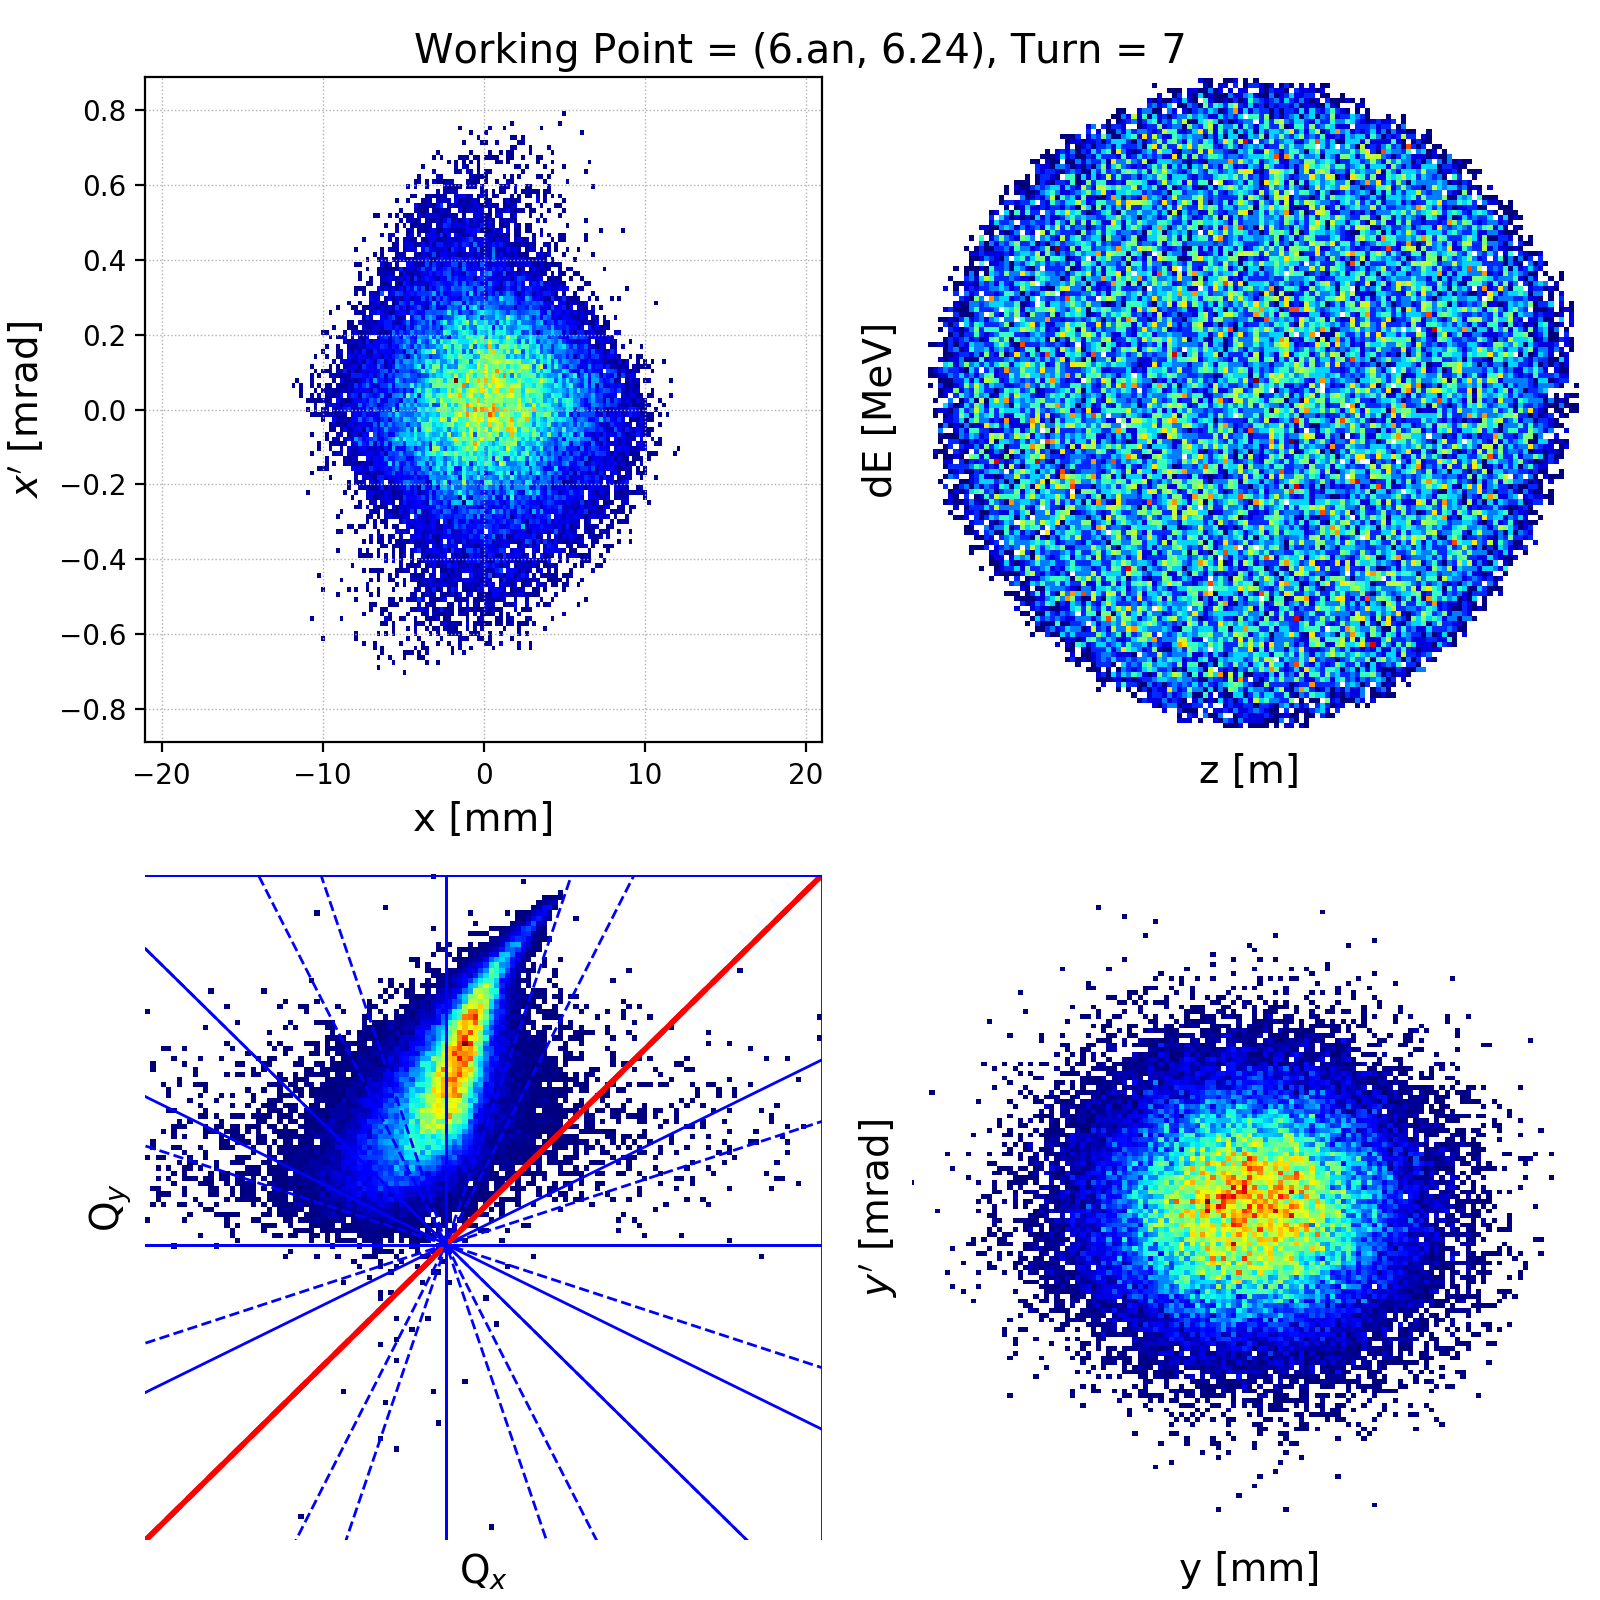 Working Point = (6.an, 6.24), Turn = 7
0.8
0.6
0.4
0.2
0.0
−0.2
−0.4
−0.6
−0.8
x′ [mrad]
−20 −10 0 10 20
x [mm]
dE [MeV]
z [m]
Qy
Qx
y′ [mrad]
y [mm]